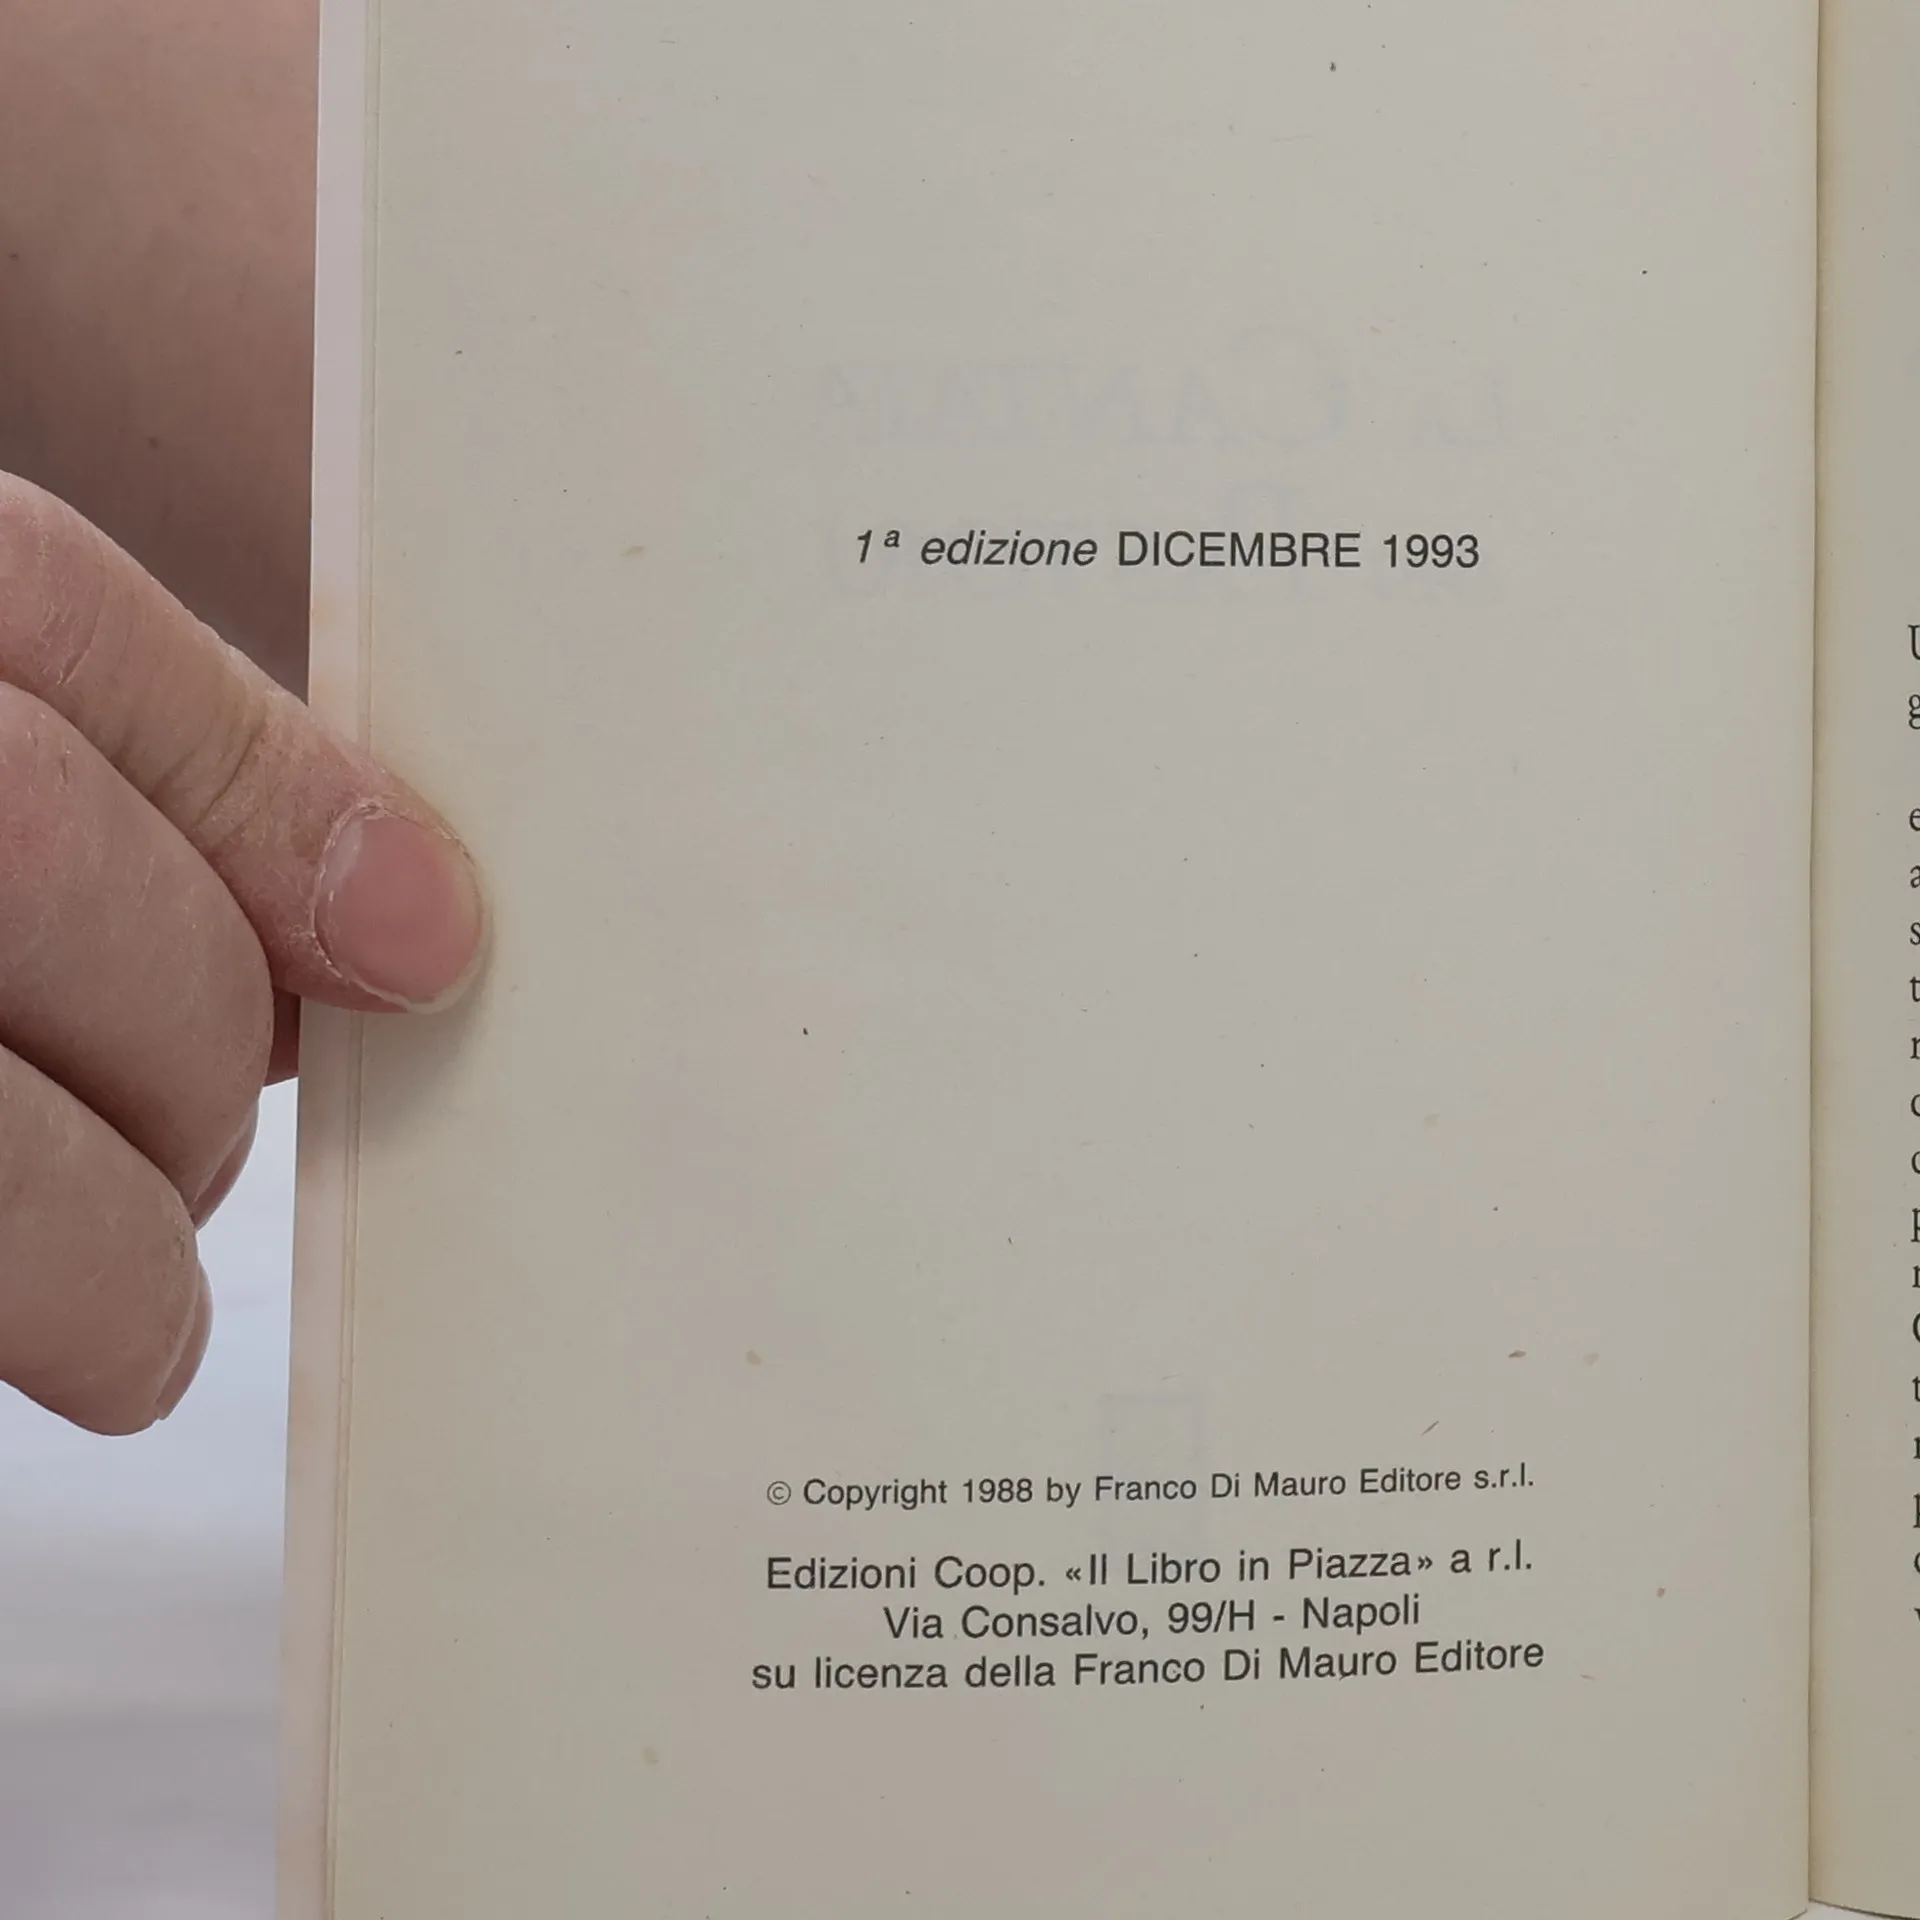 1ª edizione DICEMBRE 1993
© Copyright 1988 by Franco Di Mauro Editore s.r.l.
Edizioni Coop. «Il Libro in Piazza» a r.l.
Via Consalvo, 99/H - Napoli
su licenza della Franco Di Mauro Editore